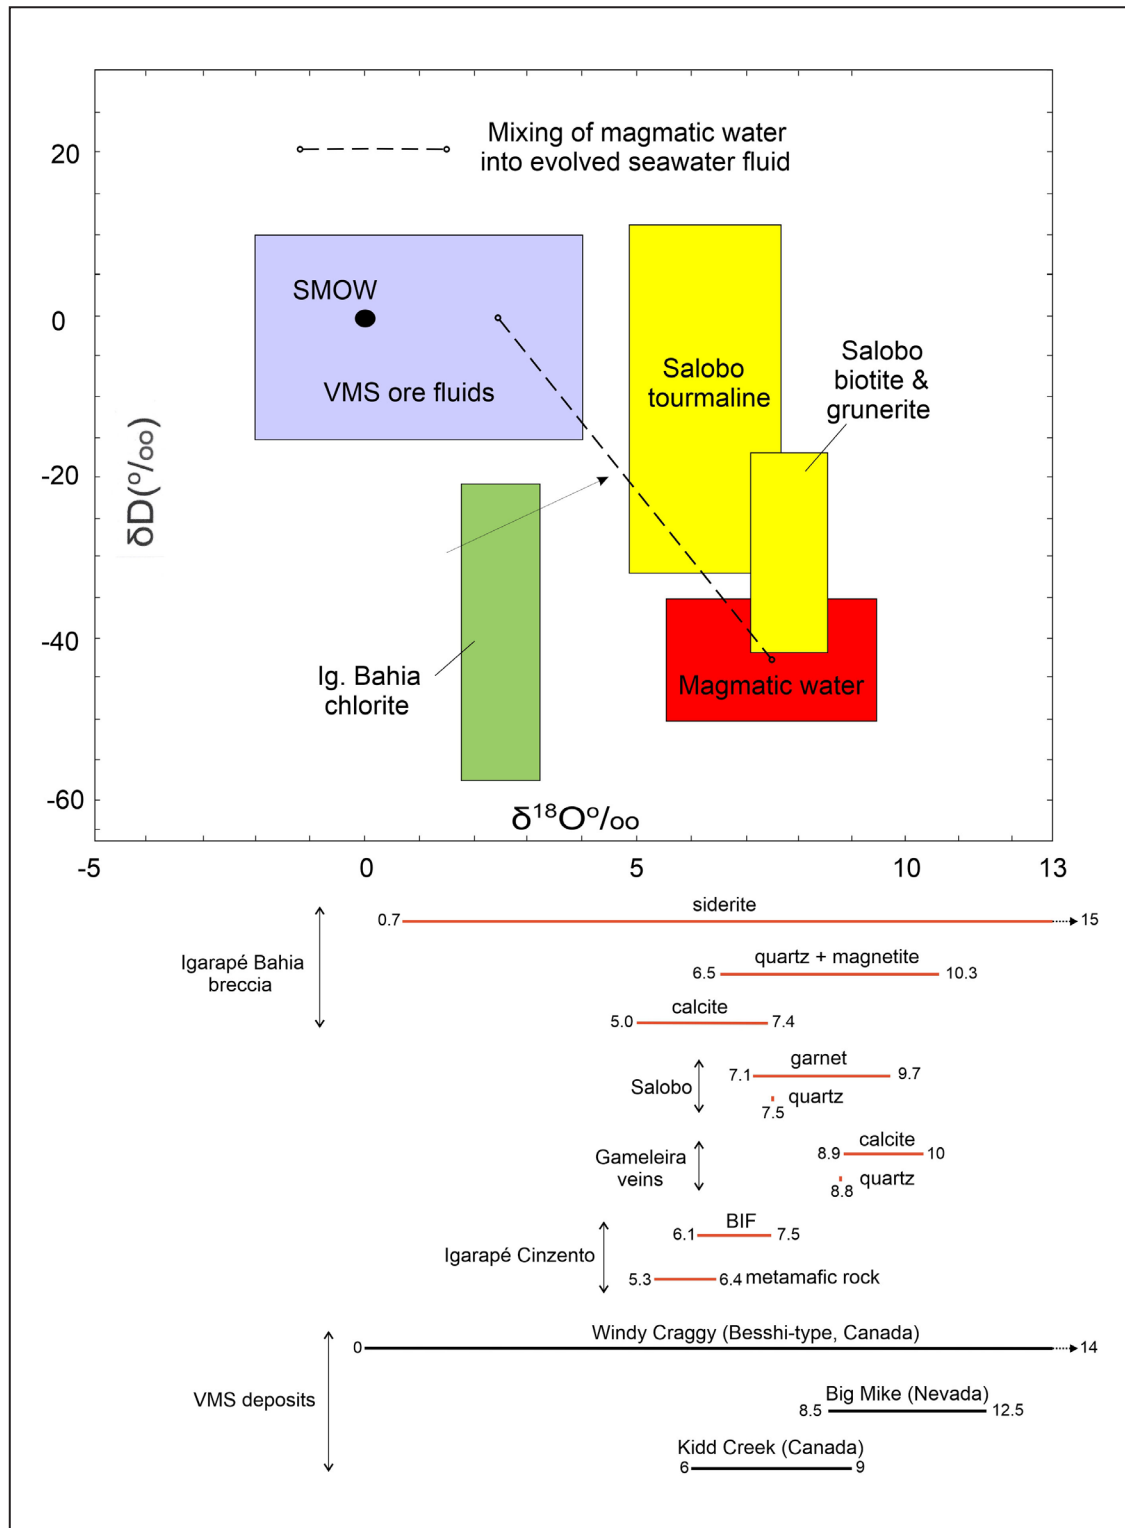 Mixing of magmatic water
into evolved seawater fluid
20
0
-20
-40
-60
δD(º/ₒₒ)
SMOW
VMS ore fluids
Salobo
tourmaline
Salobo
biotite &
grunerite
Ig. Bahia
chlorite
Magmatic water
δ¹⁸Oº/ₒₒ
-5 0 5 10 13
Igarapé Bahia
breccia
siderite
0.7 15
quartz + magnetite
6.5 10.3
calcite
5.0 7.4
Salobo
garnet
7.1 9.7
quartz
7.5
Gameleira
veins
calcite
8.9 10
quartz
8.8
Igarapé Cinzento
BIF
6.1 7.5
5.3 6.4 metamafic rock
VMS deposits
Windy Craggy (Besshi-type, Canada)
0 14
Big Mike (Nevada)
8.5 12.5
Kidd Creek (Canada)
6 9